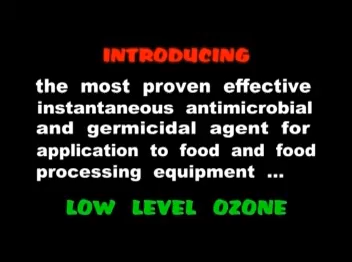 INTRODUCING
the most proven effective
instantaneous antimicrobial
and germicidal agent for
application to food and food
processing equipment ...
LOW LEVEL OZONE